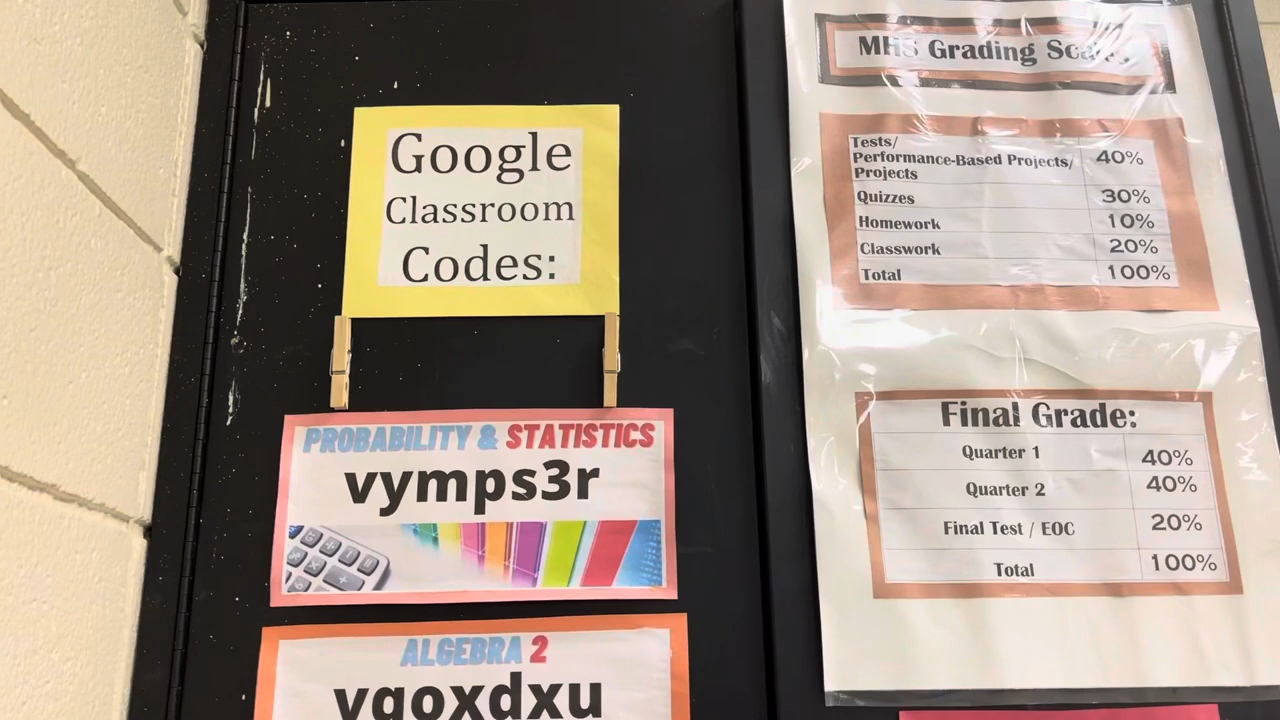 Google
Classroom
Codes:
PROBABILITY & STATISTICS
vymps3r
ALGEBRA 2
MHS Grading
Tests/
Performance-Based Projects/
Projects
40%
Quizzes 30%
Homework 10%
Classwork 20%
Total 100%
Final Grade:
Quarter 1 40%
Quarter 2 40%
Final Test / EOC 20%
Total 100%